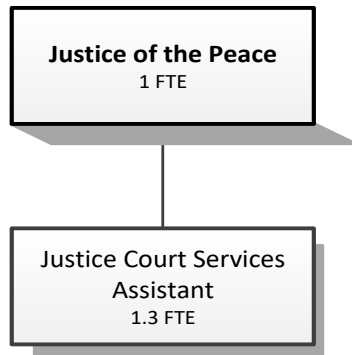 Justice of the Peace
1 FTE
Justice Court Services
Assistant
1.3 FTE